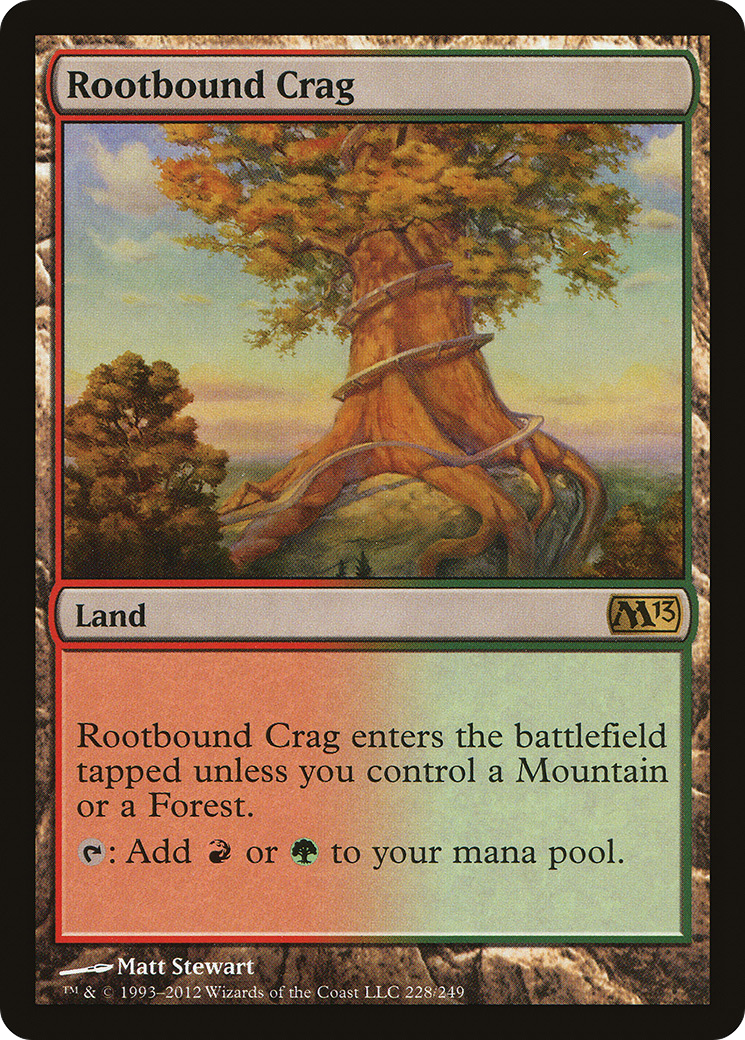 Rootbound Crag
Land
M13
Rootbound Crag enters the battlefield
tapped unless you control a Mountain
or a Forest.
: Add or to your mana pool.
Matt Stewart
™ & © 1993–2012 Wizards of the Coast LLC 228/249